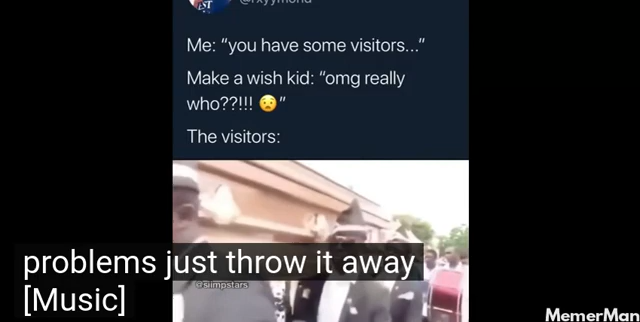 Me: “you have some visitors...”
Make a wish kid: “omg really
who??!!! 😧”
The visitors:
problems just throw it away
[Music]
@siimpstars
MemerMan